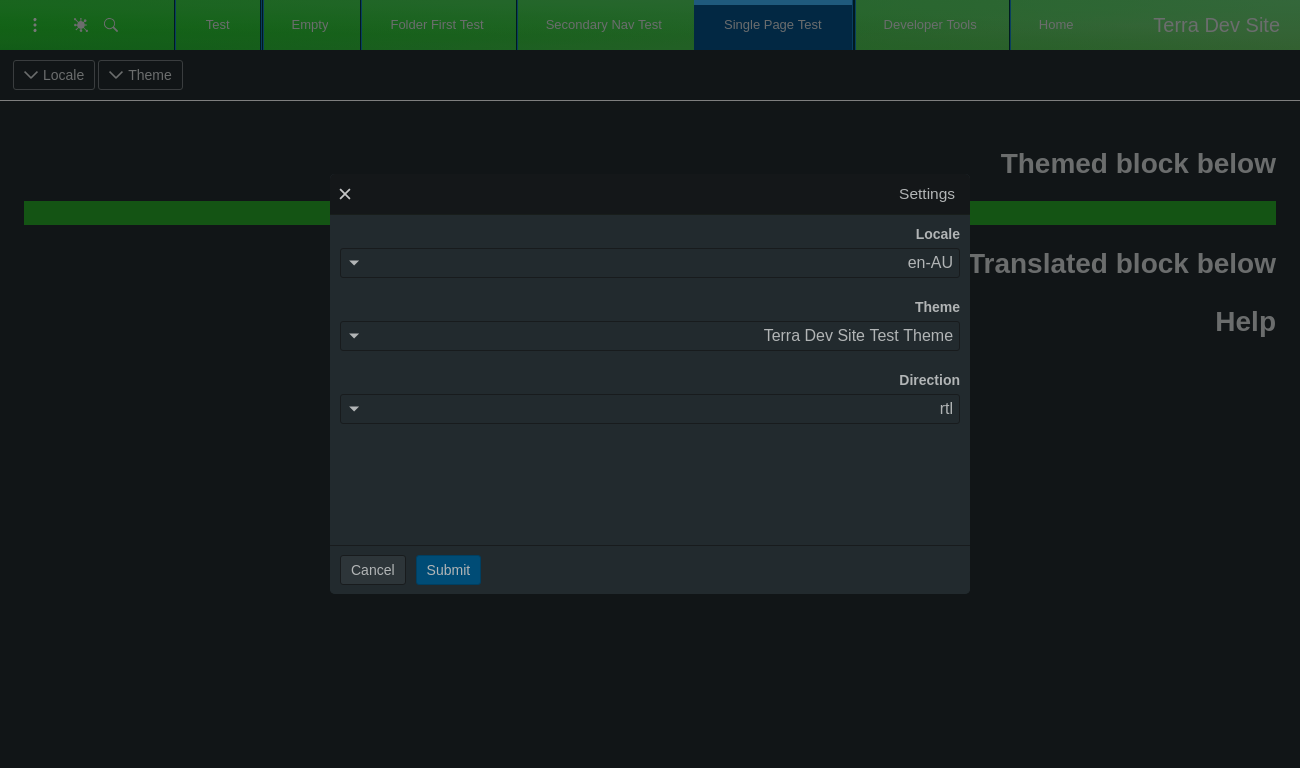 Test
Empty
Folder First Test
Secondary Nav Test
Single Page Test
Developer Tools
Home
Terra Dev Site
Locale
Theme
Themed block below
Translated block below
Help
Settings
Locale
en-AU
Theme
Terra Dev Site Test Theme
Direction
rtl
Cancel
Submit